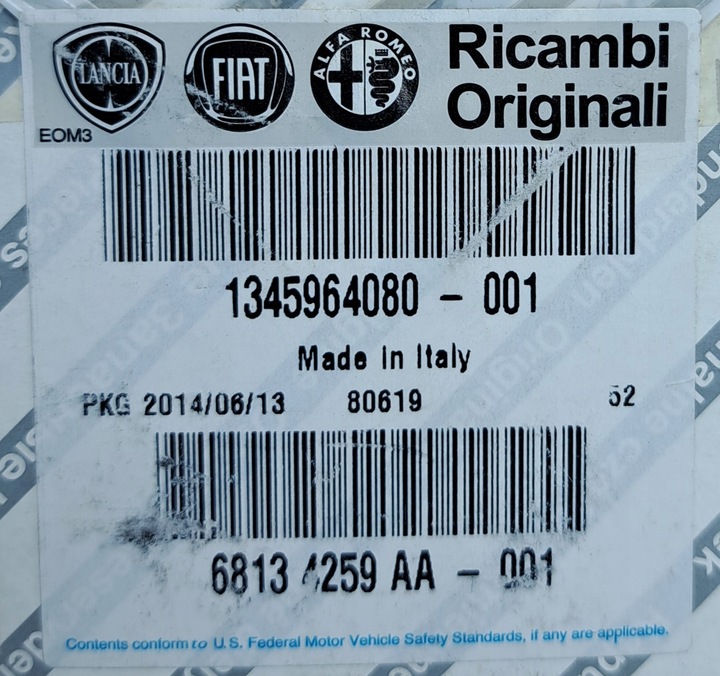 LANCIA FIAT ALFA ROMEO Ricambi
Originali
EOM3
1345964080 - 001
Made In Italy
PKG 2014/06/13 80619 52
6813 4259 AA - 001
Contents conform to U.S. Federal Motor Vehicle Safety Standards, if any are applicable.